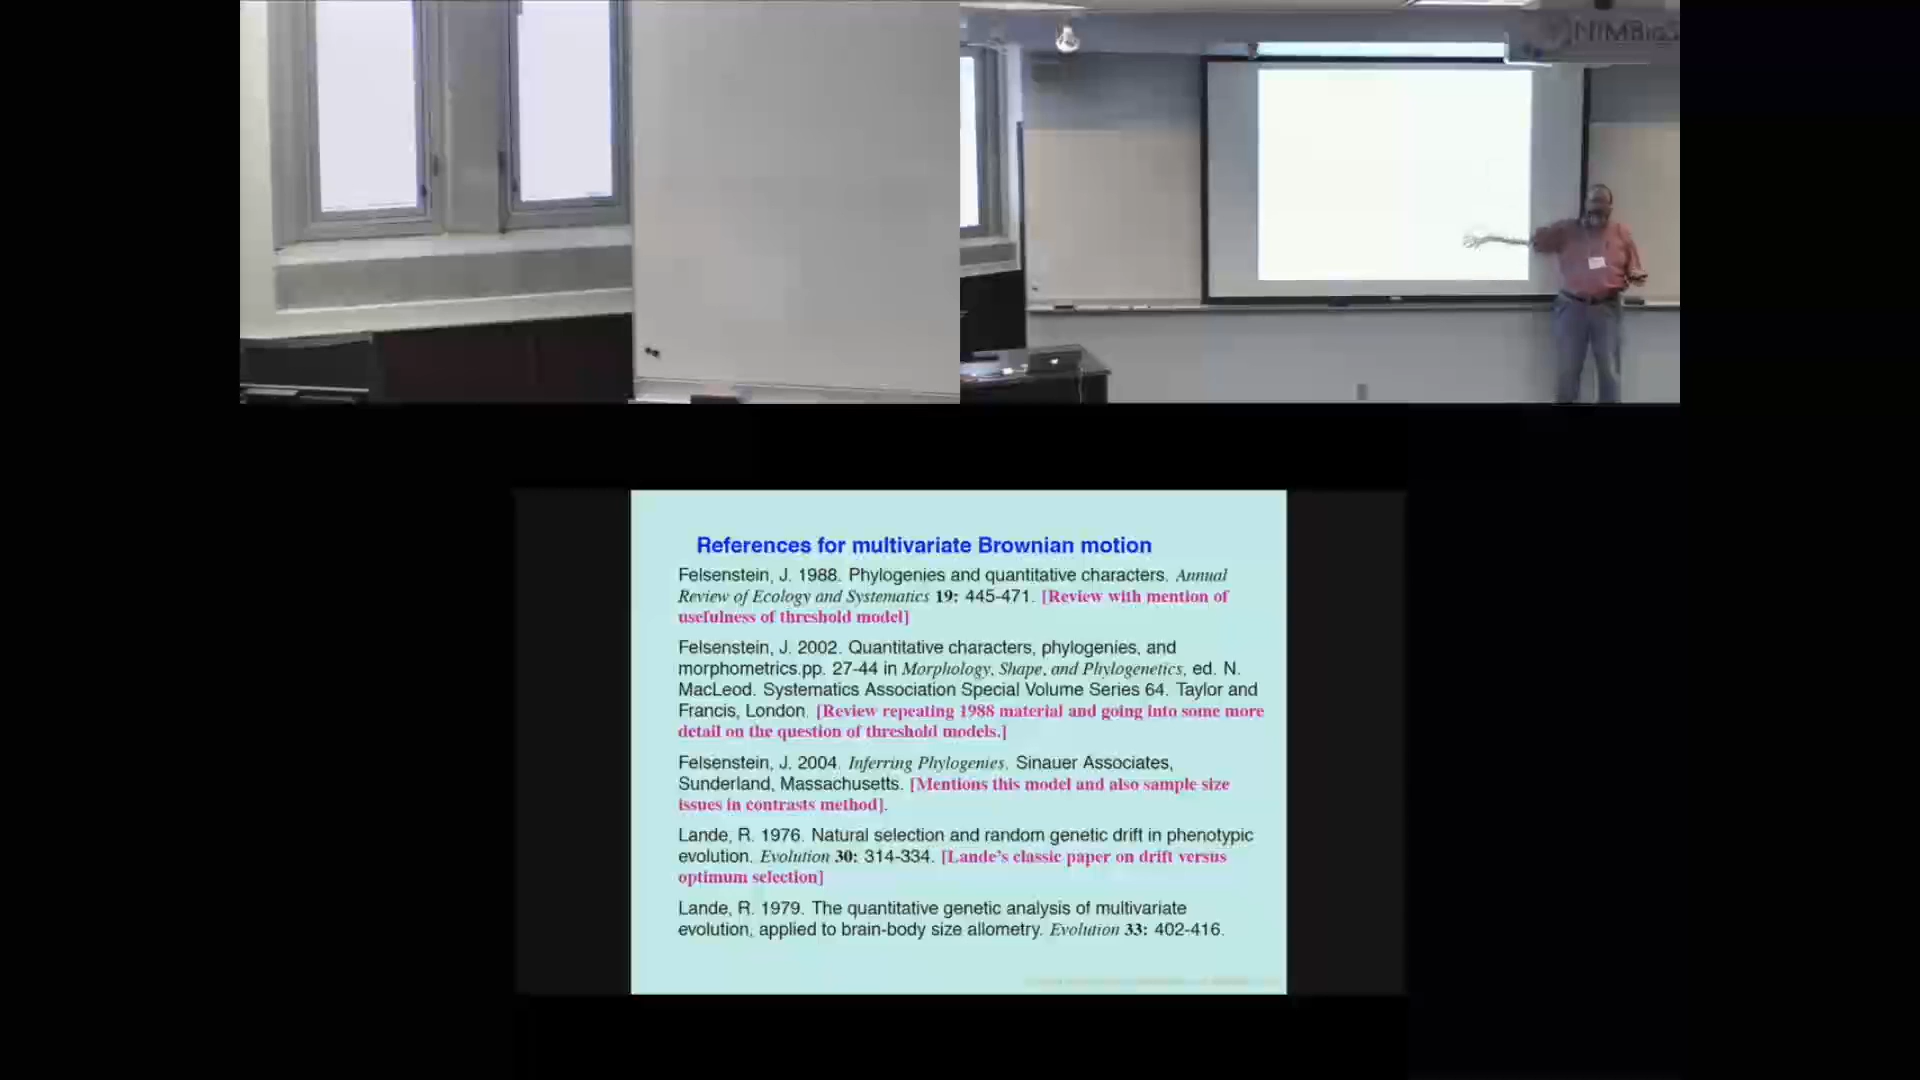 NIMBioS
References for multivariate Brownian motion
Felsenstein, J. 1988. Phylogenies and quantitative characters. Annual
Review of Ecology and Systematics 19: 445-471. [Review with mention of
usefulness of threshold model]
Felsenstein, J. 2002. Quantitative characters, phylogenies, and
morphometrics.pp. 27-44 in Morphology, Shape, and Phylogenetics, ed. N.
MacLeod. Systematics Association Special Volume Series 64. Taylor and
Francis, London. [Review repeating 1988 material and going into some more
detail on the question of threshold models.]
Felsenstein, J. 2004. Inferring Phylogenies. Sinauer Associates,
Sunderland, Massachusetts. [Mentions this model and also sample size
issues in contrasts method].
Lande, R. 1976. Natural selection and random genetic drift in phenotypic
evolution. Evolution 30: 314-334. [Lande's classic paper on drift versus
optimum selection]
Lande, R. 1979. The quantitative genetic analysis of multivariate
evolution, applied to brain-body size allometry. Evolution 33: 402-416.